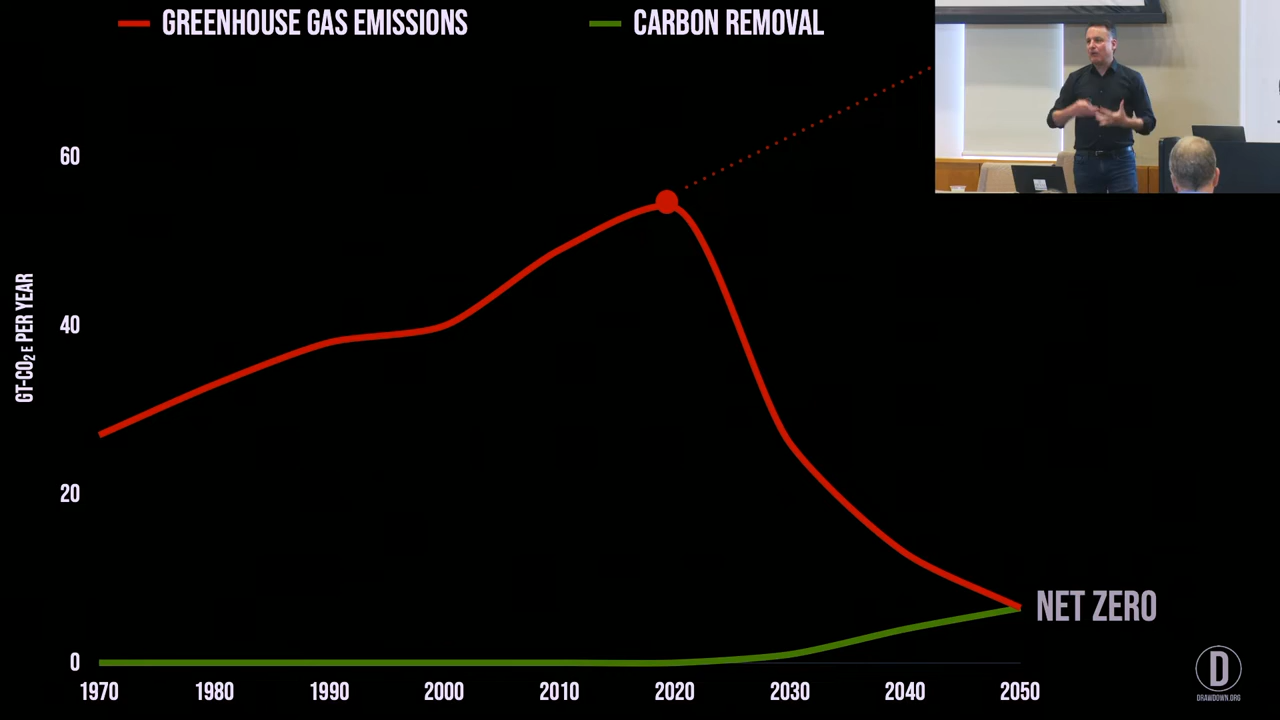 GREENHOUSE GAS EMISSIONS
CARBON REMOVAL
60
40
20
0
GT-CO₂E PER YEAR
1970 1980 1990 2000 2010 2020 2030 2040 2050
NET ZERO
D
DRAWDOWN.ORG